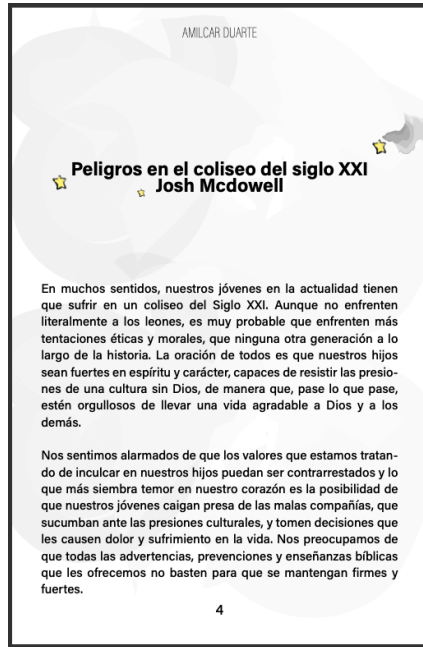 AMILCAR DUARTE
Peligros en el coliseo del siglo XXI
Josh Mcdowell
En muchos sentidos, nuestros jóvenes en la actualidad tienen
que sufrir en un coliseo del Siglo XXI. Aunque no enfrenten
literalmente a los leones, es muy probable que enfrenten más
tentaciones éticas y morales, que ninguna otra generación a lo
largo de la historia. La oración de todos es que nuestros hijos
sean fuertes en espíritu y carácter, capaces de resistir las presio-
nes de una cultura sin Dios, de manera que, pase lo que pase,
estén orgullosos de llevar una vida agradable a Dios y a los
demás.
Nos sentimos alarmados de que los valores que estamos tratan-
do de inculcar en nuestros hijos puedan ser contrarrestados y lo
que más siembra temor en nuestro corazón es la posibilidad de
que nuestros jóvenes caigan presa de las malas compañías, que
sucumban ante las presiones culturales, y tomen decisiones que
les causen dolor y sufrimiento en la vida. Nos preocupamos de
que todas las advertencias, prevenciones y enseñanzas bíblicas
que les ofrecemos no basten para que se mantengan firmes y
fuertes.
4